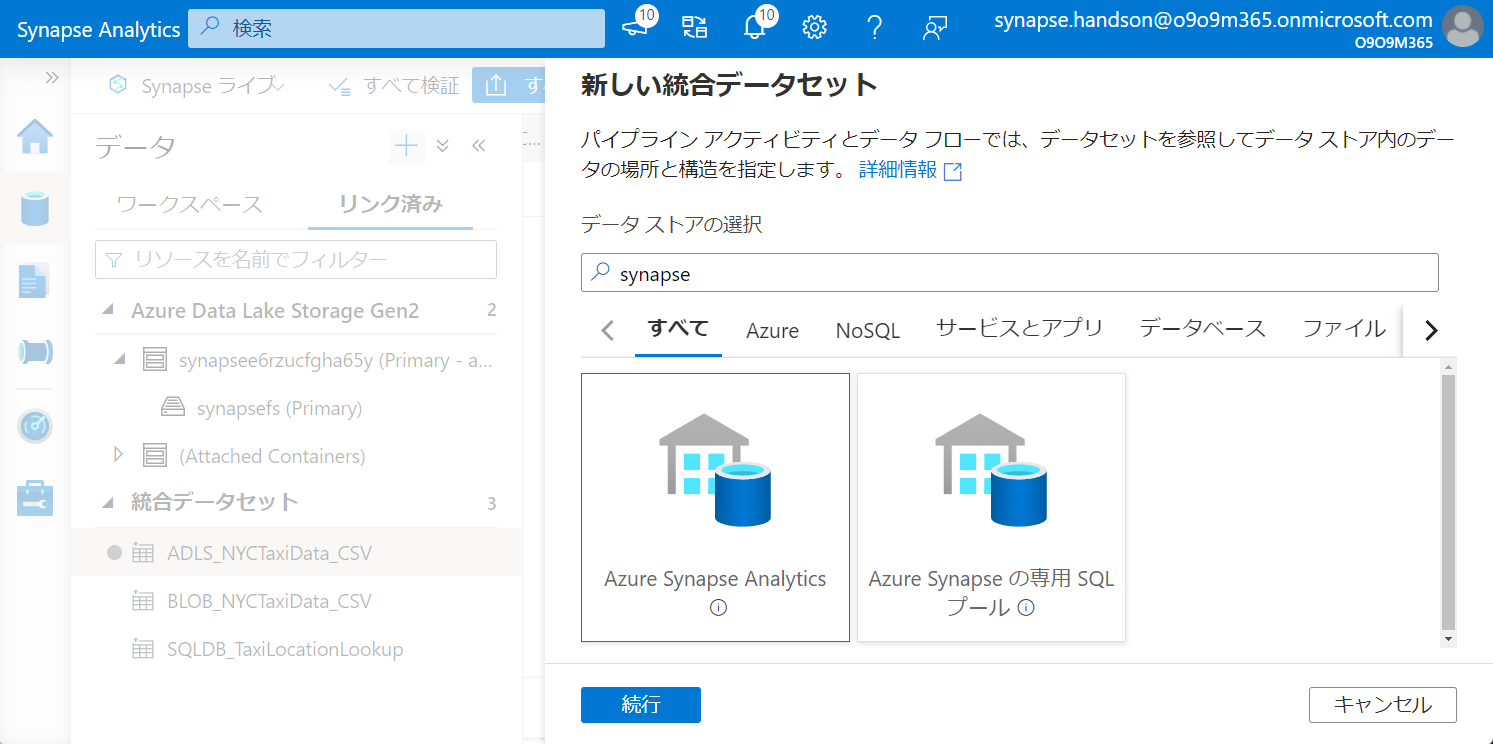 Synapse Analytics
検索
10
10
synapse.handson@o9o9m365.onmicrosoft.com
O9O9M365
Synapse ライブ
すべて検証
データ
ワークスペース
リンク済み
リソースを名前でフィルター
Azure Data Lake Storage Gen2
2
synapsee6rzucfgha65y (Primary - a...
synapsefs (Primary)
(Attached Containers)
統合データセット
3
ADLS_NYCTaxiData_CSV
BLOB_NYCTaxiData_CSV
SQLDB_TaxiLocationLookup
新しい統合データセット
パイプライン アクティビティとデータ フローでは、データセットを参照してデータ ストア内のデー
タの場所と構造を指定します。 詳細情報
データ ストアの選択
synapse
すべて
Azure
NoSQL
サービスとアプリ
データベース
ファイル
Azure Synapse Analytics
Azure Synapse の専用 SQL
プール
続行
キャンセル